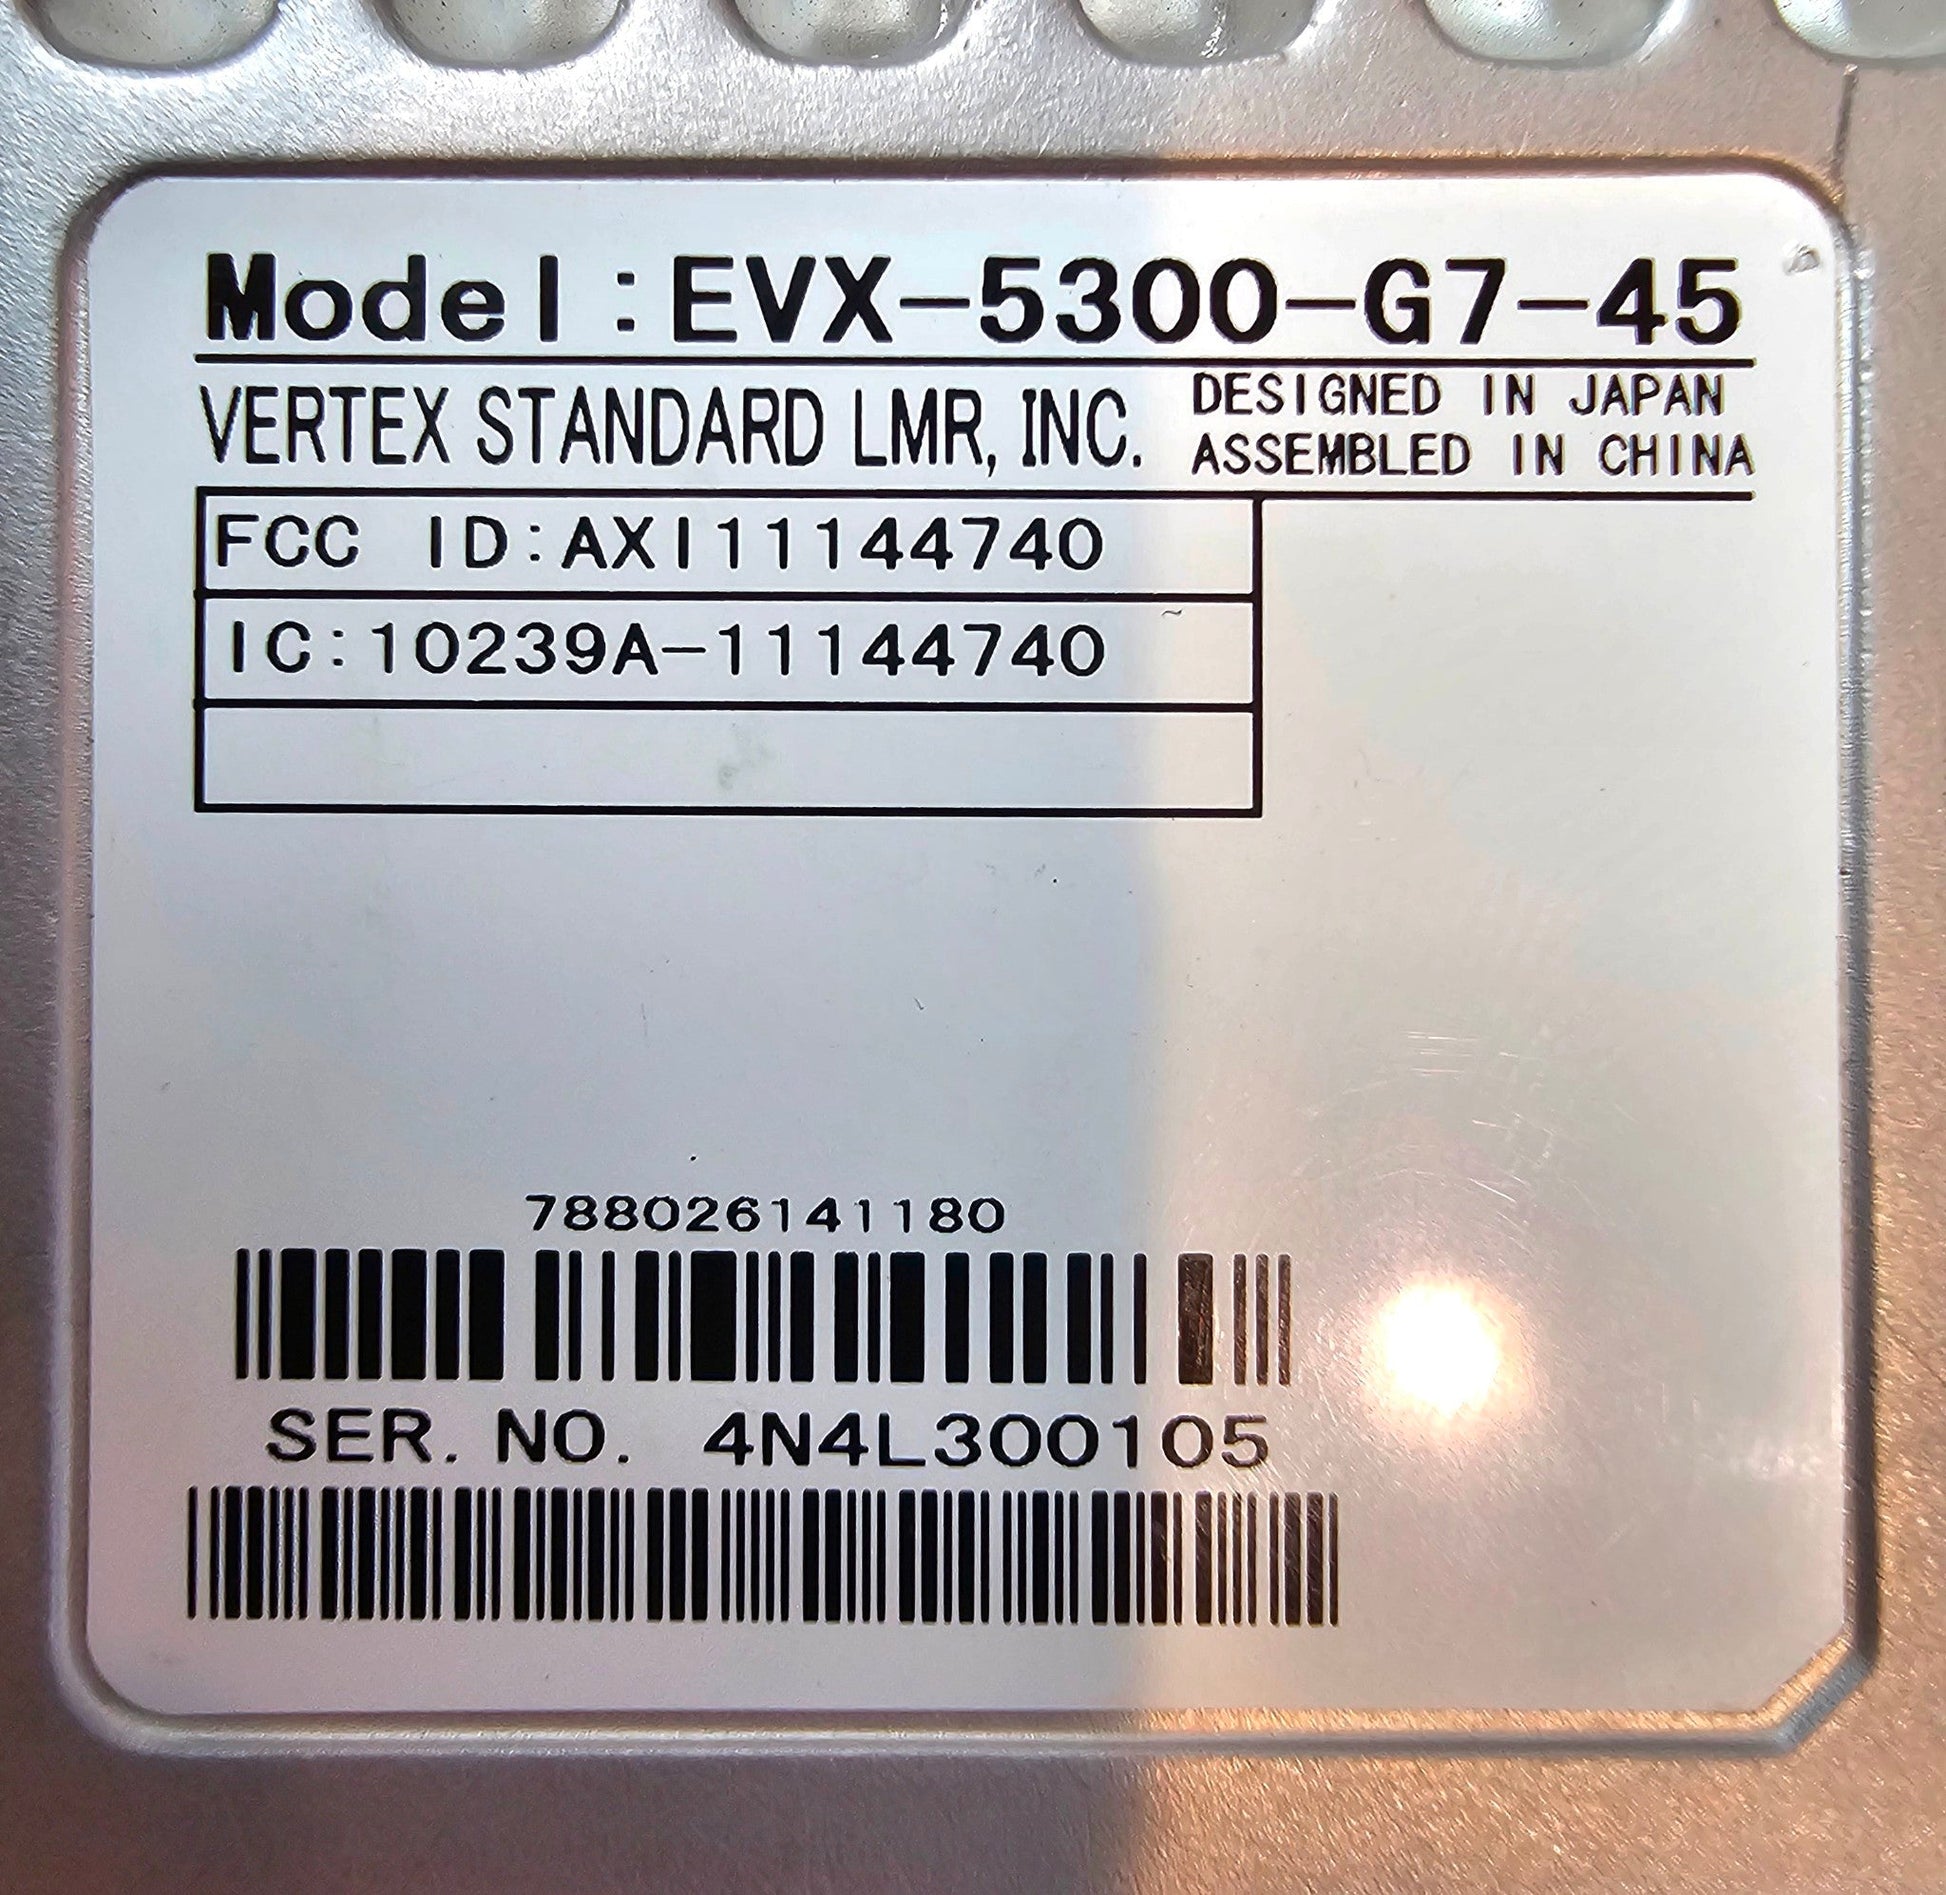 Model:EVX-5300-G7-45
VERTEX STANDARD LMR, INC.
DESIGNED IN JAPAN
ASSEMBLED IN CHINA
FCC ID:AXI11144740
IC:10239A-11144740
788026141180
SER. NO. 4N4L300105